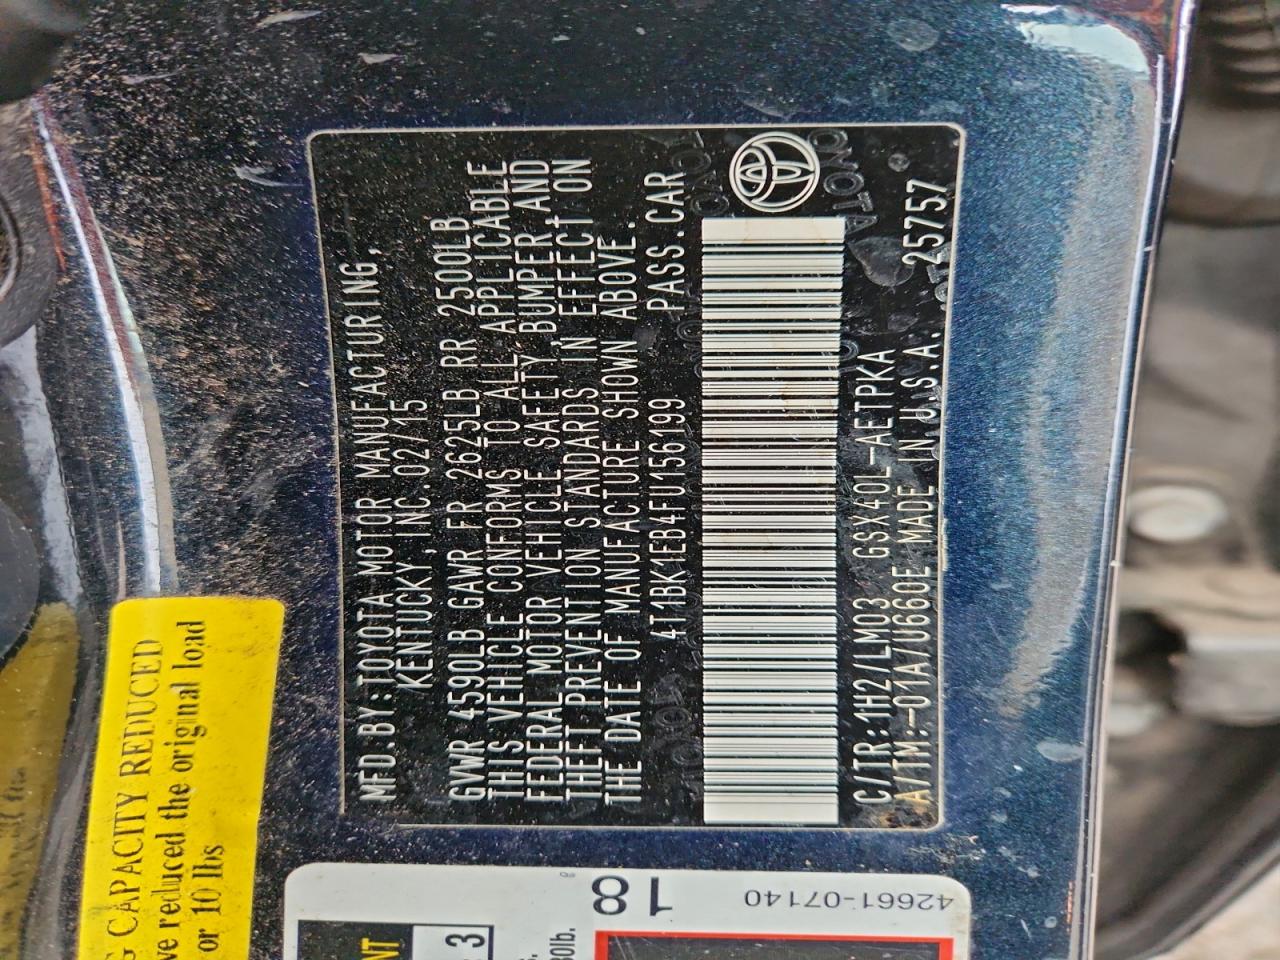 MFD.BY:TOYOTA MOTOR MANUFACTURING,
KENTUCKY,INC.02/15
GVWR 4590LB GAWR FR 2625LB RR 2500LB
THIS VEHICLE CONFORMS TO ALL APPLICABLE
FEDERAL MOTOR VEHICLE SAFETY, BUMPER,AND
THEFT PREVENTION STANDARDS IN EFFECT ON
THE DATE OF MANUFACTURE SHOWN ABOVE.
4T1BK1EB4FU156199 PASS.CAR
TOYOTA
C/TR:1H2/LM03 GSX40L-AETPKA
A/TM:-01A/U660E MADE IN U.S.A. 25757
CAPACITY REDUCED
reduced the original load
or 10 lbs
18
42661-07140
3